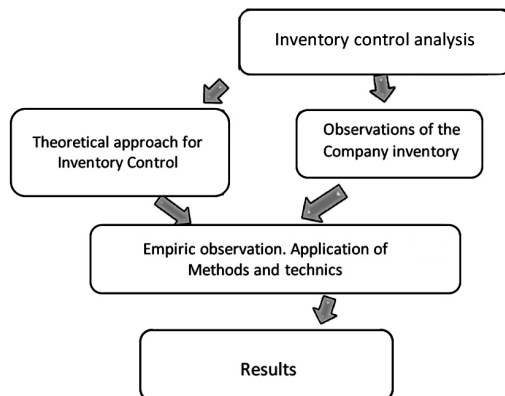 Inventory control analysis
Theoretical approach for
Inventory Control
Observations of the
Company inventory
Empiric observation. Application of
Methods and technics
Results